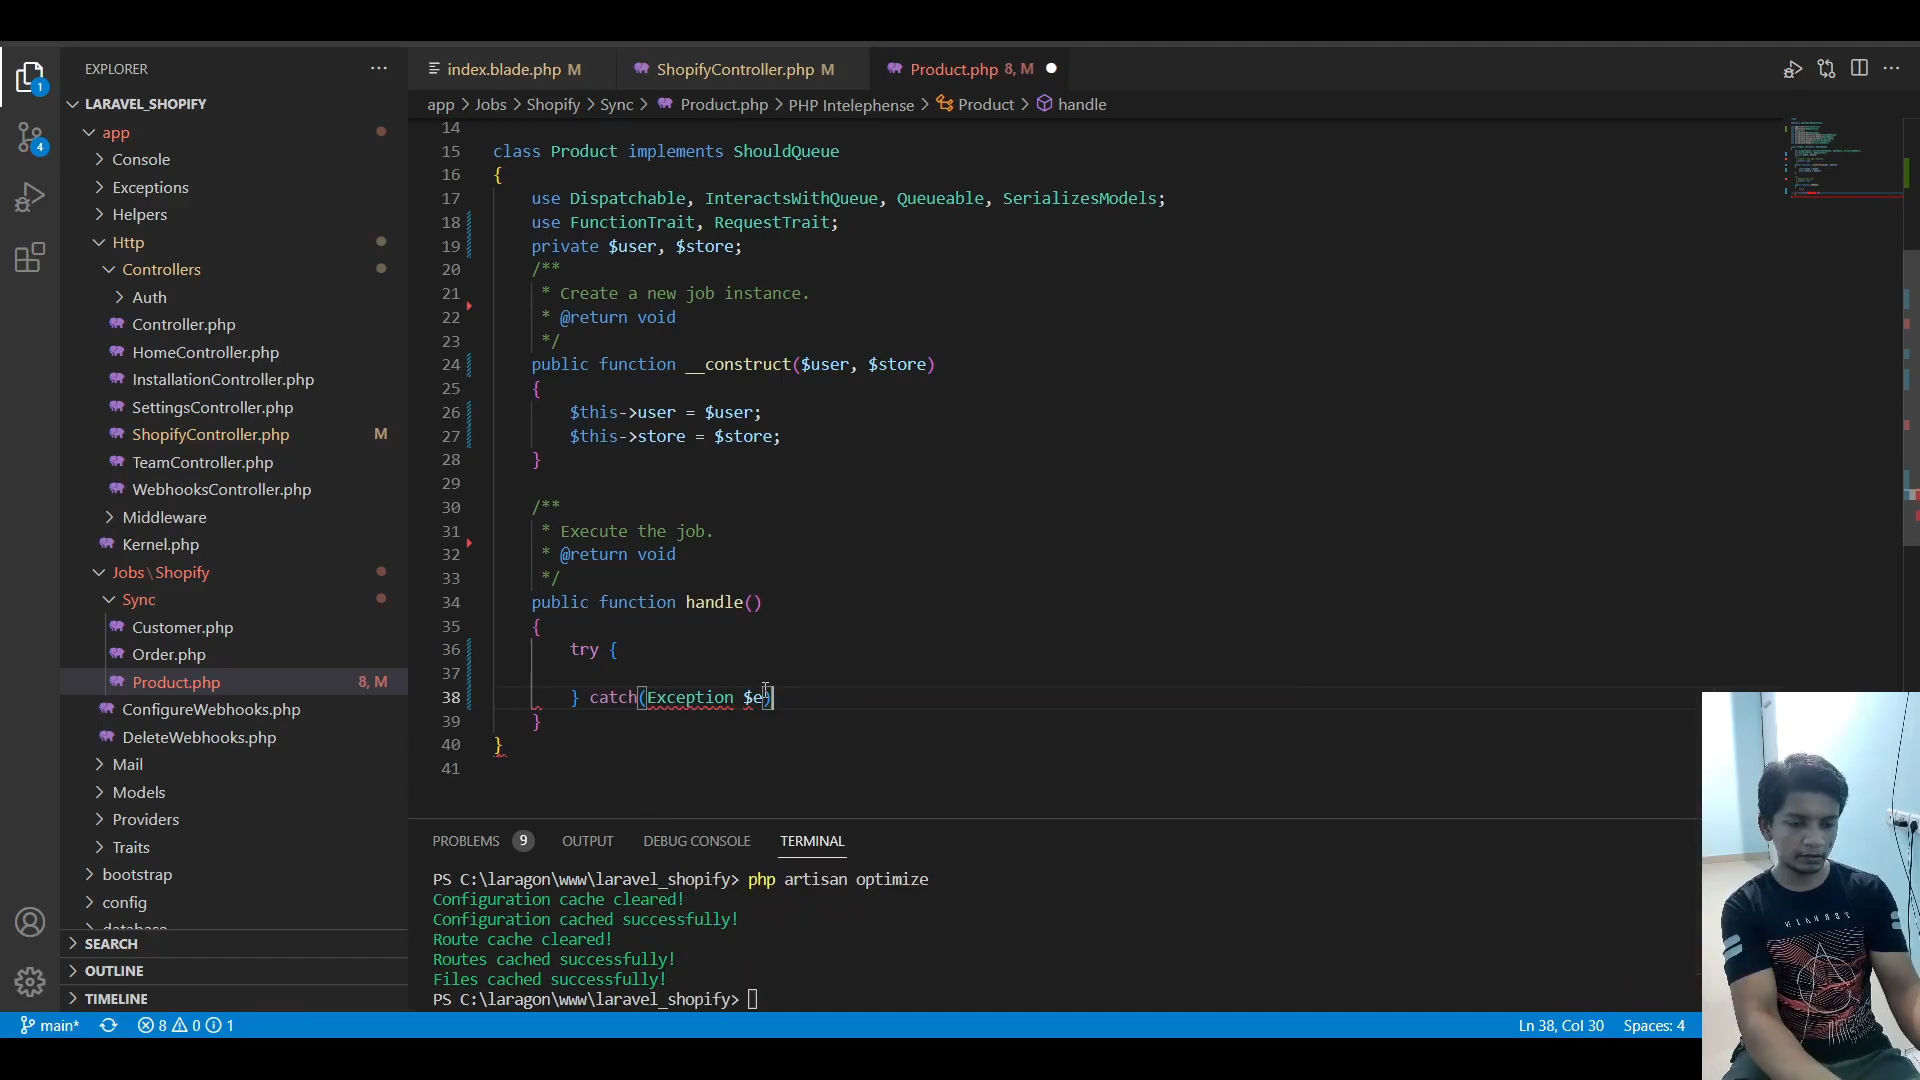 EXPLORER
index.blade.php M
ShopifyController.php M
Product.php 8, M
app > Jobs > Shopify > Sync > Product.php > PHP Intelephense > Product > handle
1
4
LARAVEL_SHOPIFY
app
Console
Exceptions
Helpers
Http
Controllers
Auth
Controller.php
HomeController.php
InstallationController.php
SettingsController.php
ShopifyController.php M
TeamController.php
WebhooksController.php
Middleware
Kernel.php
Jobs\Shopify
Sync
Customer.php
Order.php
Product.php 8, M
ConfigureWebhooks.php
DeleteWebhooks.php
Mail
Models
Providers
Traits
bootstrap
config
database
SEARCH
OUTLINE
TIMELINE
14
15 class Product implements ShouldQueue
16 {
17 use Dispatchable, InteractsWithQueue, Queueable, SerializesModels;
18 use FunctionTrait, RequestTrait;
19 private $user, $store;
20 /**
21 * Create a new job instance.
22 * @return void
23 */
24 public function __construct($user, $store)
25 {
26 $this->user = $user;
27 $this->store = $store;
28 }
29
30 /**
31 * Execute the job.
32 * @return void
33 */
34 public function handle()
35 {
36 try {
37
38 } catch(Exception $e)
39 }
40 }
41
PROBLEMS 9 OUTPUT DEBUG CONSOLE TERMINAL
PS C:\laragon\www\laravel_shopify> php artisan optimize
Configuration cache cleared!
Configuration cached successfully!
Route cache cleared!
Routes cached successfully!
Files cached successfully!
PS C:\laragon\www\laravel_shopify>
main* 8 0 1
Ln 38, Col 30 Spaces: 4